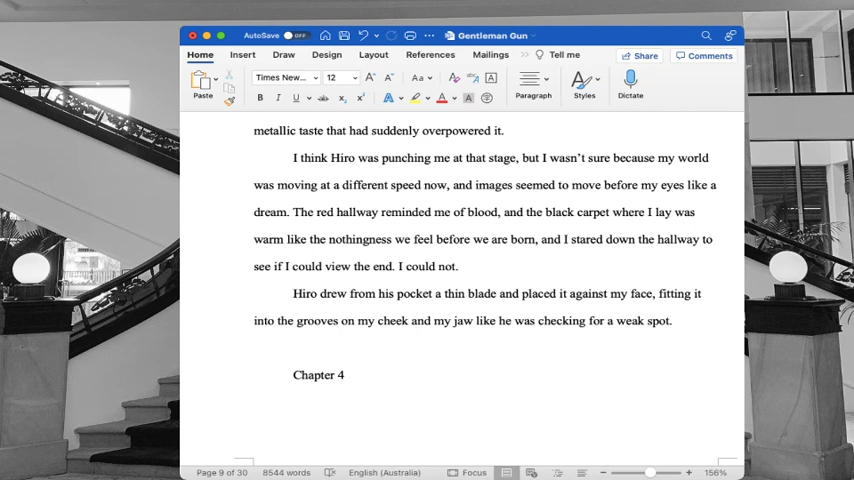 AutoSave OFF Gentleman Gun
Home Insert Draw Design Layout References Mailings >> Tell me Share Comments
Paste Times New... 12 A A Aa A A
B I U ab x₂ x² A A A Paragraph Styles Dictate
metallic taste that had suddenly overpowered it.
I think Hiro was punching me at that stage, but I wasn't sure because my world
was moving at a different speed now, and images seemed to move before my eyes like a
dream. The red hallway reminded me of blood, and the black carpet where I lay was
warm like the nothingness we feel before we are born, and I stared down the hallway to
see if I could view the end. I could not.
Hiro drew from his pocket a thin blade and placed it against my face, fitting it
into the grooves on my cheek and my jaw like he was checking for a weak spot.
Chapter 4
Page 9 of 30 8544 words English (Australia) Focus 156%